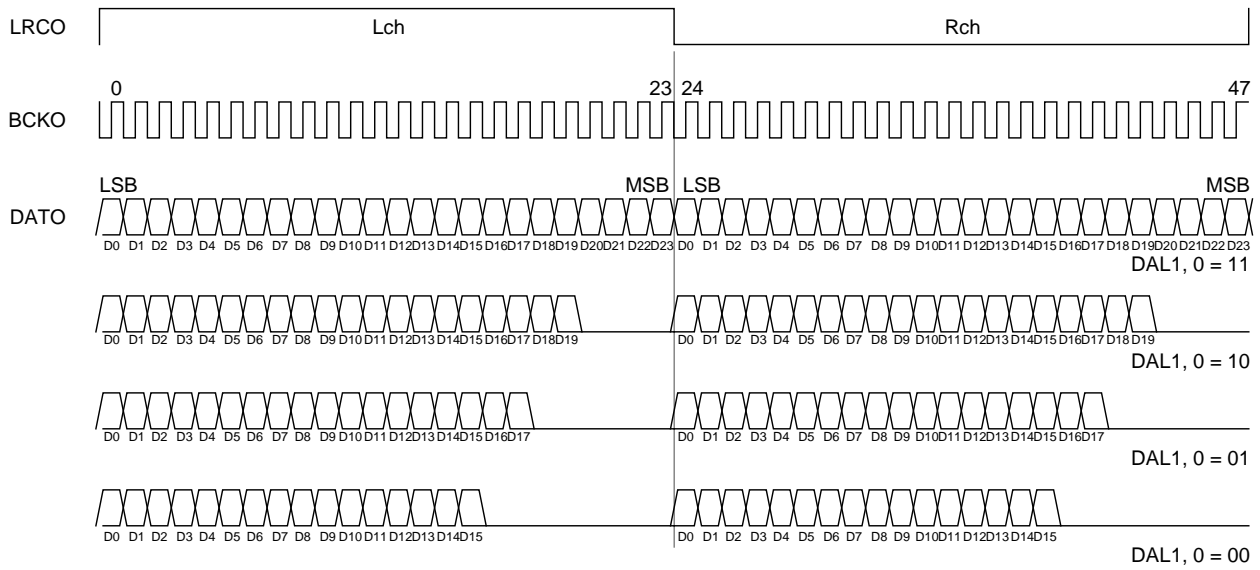 LRCO Lch Rch
0 23 24 47
BCKO
LSB MSB LSB MSB
DATO
D0 D1 D2 D3 D4 D5 D6 D7 D8 D9 D10 D11 D12 D13 D14 D15 D16 D17 D18 D19 D20 D21 D22 D23 D0 D1 D2 D3 D4 D5 D6 D7 D8 D9 D10 D11 D12 D13 D14 D15 D16 D17 D18 D19 D20 D21 D22 D23
DAL1, 0 = 11
D0 D1 D2 D3 D4 D5 D6 D7 D8 D9 D10 D11 D12 D13 D14 D15 D16 D17 D18 D19 D0 D1 D2 D3 D4 D5 D6 D7 D8 D9 D10 D11 D12 D13 D14 D15 D16 D17 D18 D19
DAL1, 0 = 10
D0 D1 D2 D3 D4 D5 D6 D7 D8 D9 D10 D11 D12 D13 D14 D15 D16 D17 D0 D1 D2 D3 D4 D5 D6 D7 D8 D9 D10 D11 D12 D13 D14 D15 D16 D17
DAL1, 0 = 01
D0 D1 D2 D3 D4 D5 D6 D7 D8 D9 D10 D11 D12 D13 D14 D15 D0 D1 D2 D3 D4 D5 D6 D7 D8 D9 D10 D11 D12 D13 D14 D15
DAL1, 0 = 00